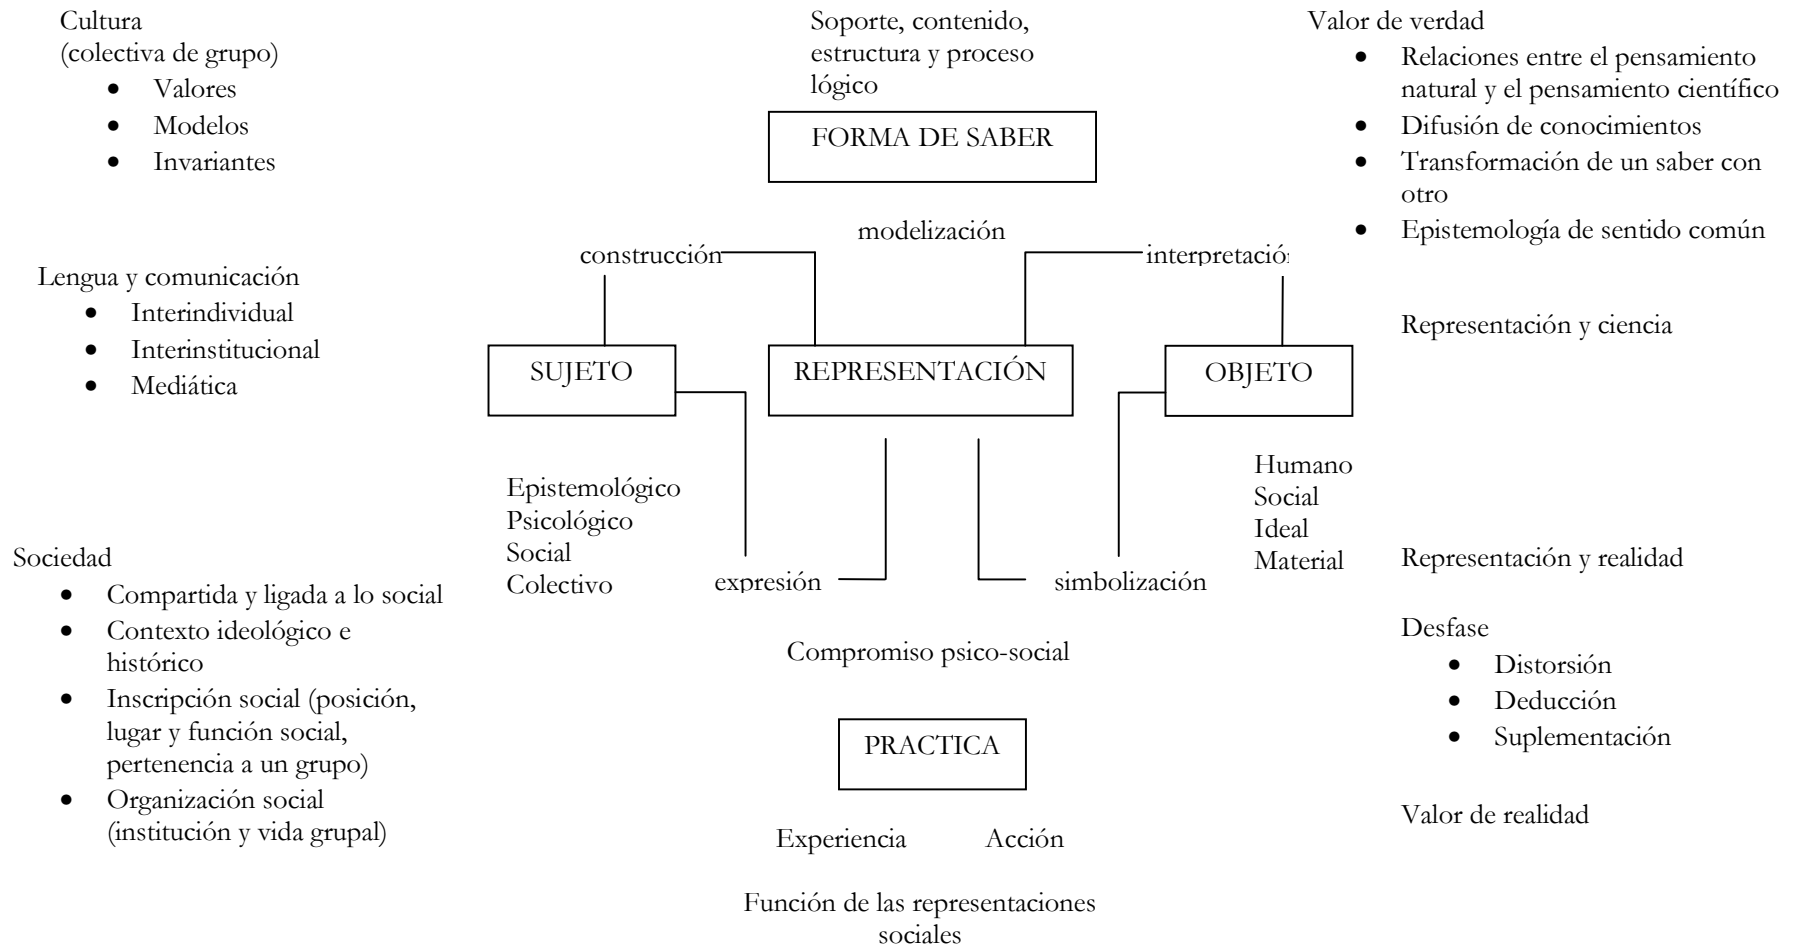 Cultura
(colectiva de grupo)
• Valores
• Modelos
• Invariantes
Lengua y comunicación
• Interindividual
• Interinstitucional
• Mediática
Sociedad
• Compartida y ligada a lo social
• Contexto ideológico e
histórico
• Inscripción social (posición,
lugar y función social,
pertenencia a un grupo)
• Organización social
(institución y vida grupal)
Soporte, contenido,
estructura y proceso
lógico
FORMA DE SABER
modelización
construcción
interpretació
SUJETO
REPRESENTACIÓN
OBJETO
Epistemológico
Psicológico
Social
Colectivo
Humano
Social
Ideal
Material
expresión
simbolización
Compromiso psico-social
PRACTICA
Experiencia
Acción
Función de las representaciones
sociales
Valor de verdad
• Relaciones entre el pensamiento
natural y el pensamiento científico
• Difusión de conocimientos
• Transformación de un saber con
otro
• Epistemología de sentido común
Representación y ciencia
Representación y realidad
Desfase
• Distorsión
• Deducción
• Suplementación
Valor de realidad